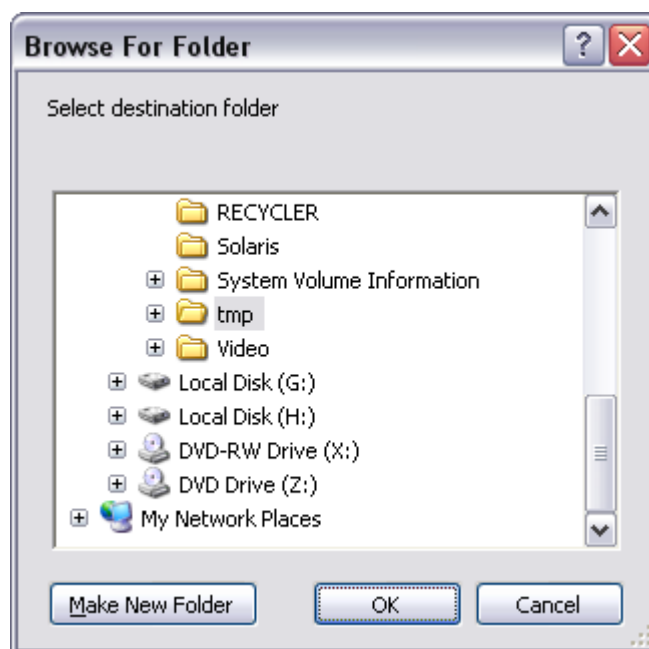 Browse For Folder
Select destination folder
RECYCLER
Solaris
System Volume Information
tmp
Video
Local Disk (G:)
Local Disk (H:)
DVD-RW Drive (X:)
DVD Drive (Z:)
My Network Places
Make New Folder OK Cancel